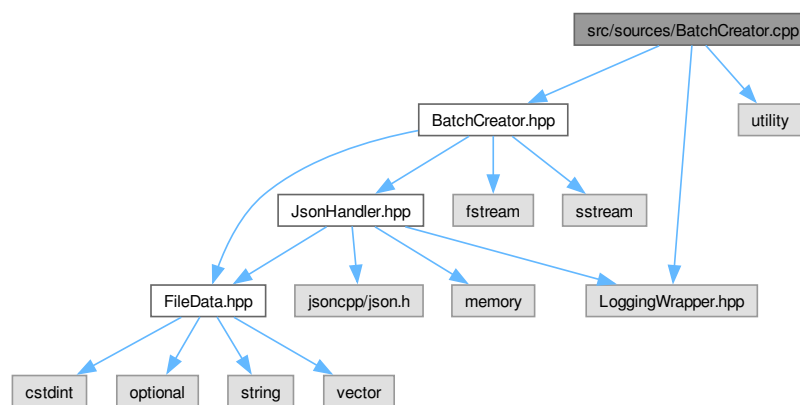 src/sources/BatchCreator.cpp
BatchCreator.hpp
utility
JsonHandler.hpp
fstream
sstream
FileData.hpp
jsoncpp/json.h
memory
LoggingWrapper.hpp
cstdint
optional
string
vector